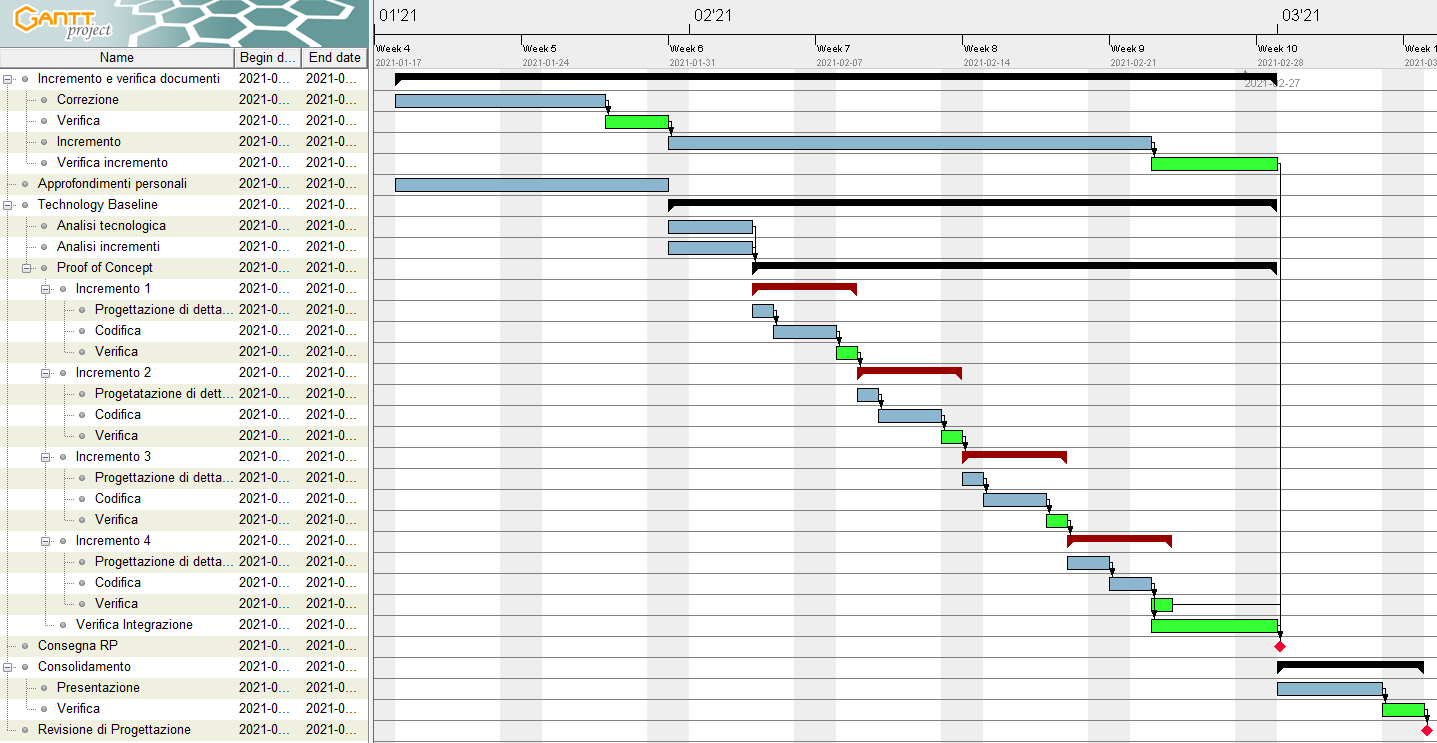 GANTT project
01'21 02'21 03'21
Week 4 Week 5 Week 6 Week 7 Week 8 Week 9 Week 10 Week 1
2021-01-17 2021-01-24 2021-01-31 2021-02-07 2021-02-14 2021-02-21 2021-02-28 2021-03
Name Begin d... End date
2021-02-27
Incremento e verifica documenti 2021-0... 2021-0...
Correzione 2021-0... 2021-0...
Verifica 2021-0... 2021-0...
Incremento 2021-0... 2021-0...
Verifica incremento 2021-0... 2021-0...
Approfondimenti personali 2021-0... 2021-0...
Technology Baseline 2021-0... 2021-0...
Analisi tecnologica 2021-0... 2021-0...
Analisi incrementi 2021-0... 2021-0...
Proof of Concept 2021-0... 2021-0...
Incremento 1 2021-0... 2021-0...
Progettazione di detta... 2021-0... 2021-0...
Codifica 2021-0... 2021-0...
Verifica 2021-0... 2021-0...
Incremento 2 2021-0... 2021-0...
Progetatazione di dett... 2021-0... 2021-0...
Codifica 2021-0... 2021-0...
Verifica 2021-0... 2021-0...
Incremento 3 2021-0... 2021-0...
Progettazione di detta... 2021-0... 2021-0...
Codifica 2021-0... 2021-0...
Verifica 2021-0... 2021-0...
Incremento 4 2021-0... 2021-0...
Progettazione di detta... 2021-0... 2021-0...
Codifica 2021-0... 2021-0...
Verifica 2021-0... 2021-0...
Verifica Integrazione 2021-0... 2021-0...
Consegna RP 2021-0... 2021-0...
Consolidamento 2021-0... 2021-0...
Presentazione 2021-0... 2021-0...
Verifica 2021-0... 2021-0...
Revisione di Progettazione 2021-0... 2021-0...